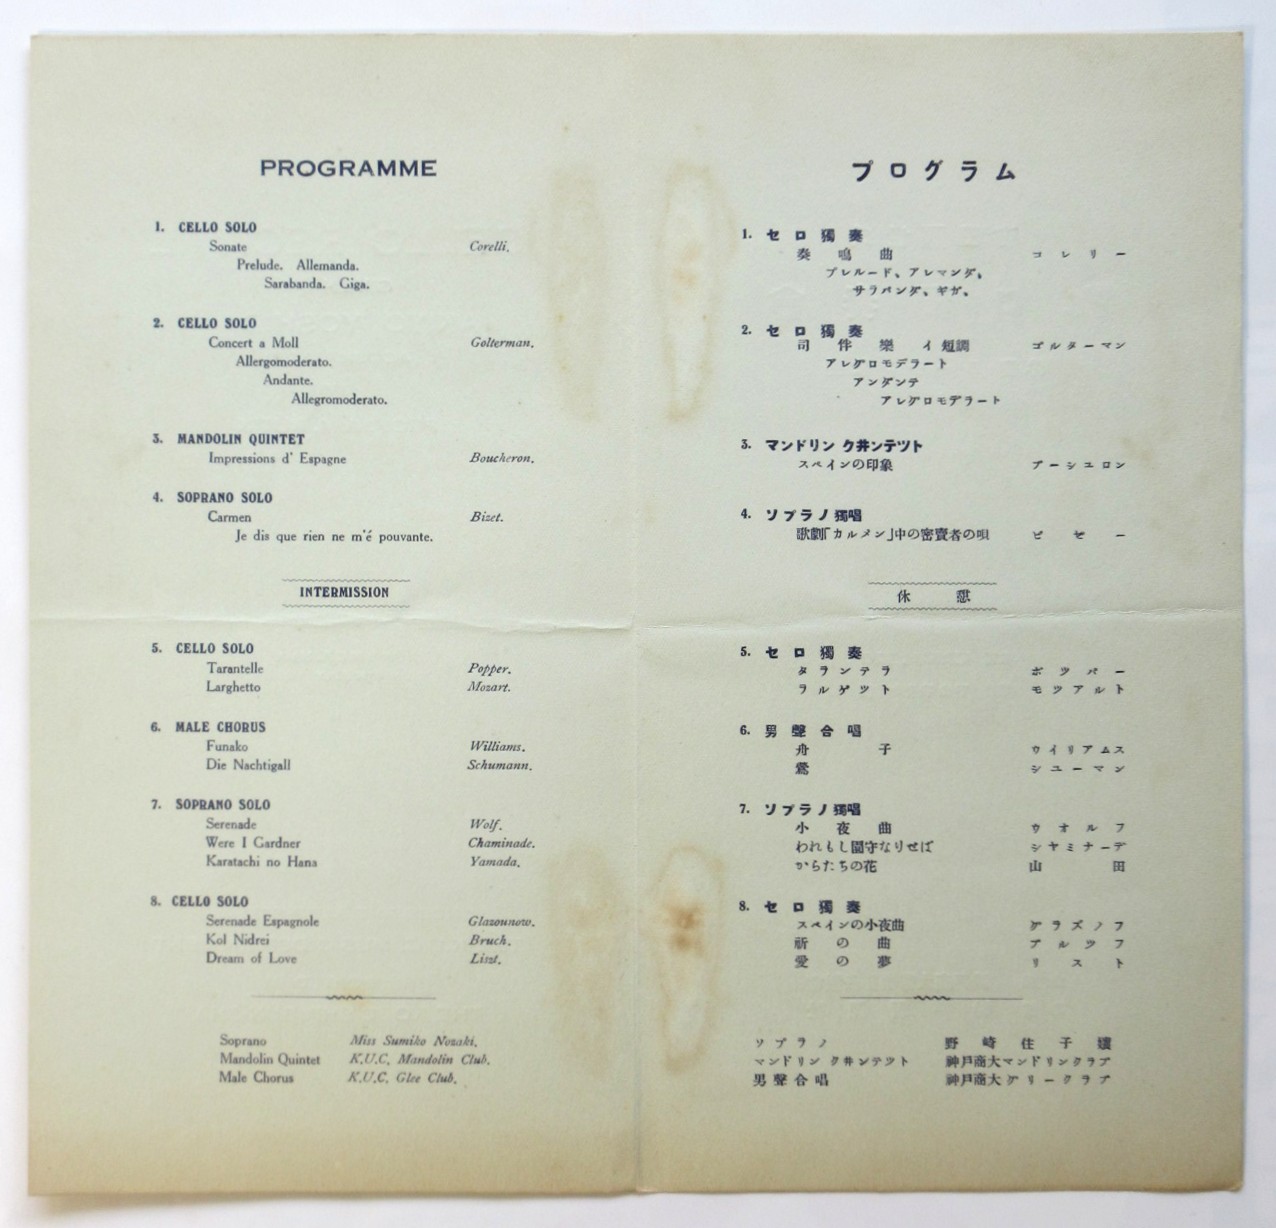 PROGRAMME
1. CELLO SOLO
Sonate Corelli.
Prelude. Allemanda.
Sarabanda. Giga.
2. CELLO SOLO
Concert a Moll Golterman.
Allergomoderato.
Andante.
Allegromoderato.
3. MANDOLIN QUINTET
Impressions d' Espagne Boucheron.
4. SOPRANO SOLO
Carmen Bizet.
Je dis que rien ne m'é pouvante.
INTERMISSION
5. CELLO SOLO
Tarantelle Popper.
Larghetto Mozart.
6. MALE CHORUS
Funako Williams.
Die Nachtigall Schumann.
7. SOPRANO SOLO
Serenade Wolf.
Were I Gardner Chaminade.
Karatachi no Hana Yamada.
8. CELLO SOLO
Serenade Espagnole Glazounow.
Kol Nidrei Bruch.
Dream of Love Liszt.
Soprano Miss Sumiko Nozaki.
Mandolin Quintet K.U.C. Mandolin Club.
Male Chorus K.U.C. Glee Club.
プログラム
1. セロ獨奏
奏鳴曲 コレリー
プレルード、アレマンダ、
サラバンダ、ギガ、
2. セロ獨奏
司伴樂 イ短調 ゴルターマン
アレグロモデラート
アンダンテ
アレグロモデラート
3. マンドリン ク井ンテツト
スペインの印象 ブーシユロン
4. ソプラノ獨唱
歌劇「カルメン」中の密賣者の唄 ビゼー
休憇
5. セロ獨奏
タランテラ ポツパー
ラルゲツト モツアルト
6. 男聲合唱
舟子 ウイリアムス
鶯 シユーマン
7. ソプラノ獨唱
小夜曲 ウオルフ
われもし園守なりせば シヤミナーデ
からたちの花 山田
8. セロ獨奏
スペインの小夜曲 グラズノフ
祈の曲 ブルツフ
愛の夢 リスト
ソプラノ 野崎住子孃
マンドリン ク井ンテツト 神戸商大マンドリンクラブ
男聲合唱 神戸商大グリークラブ